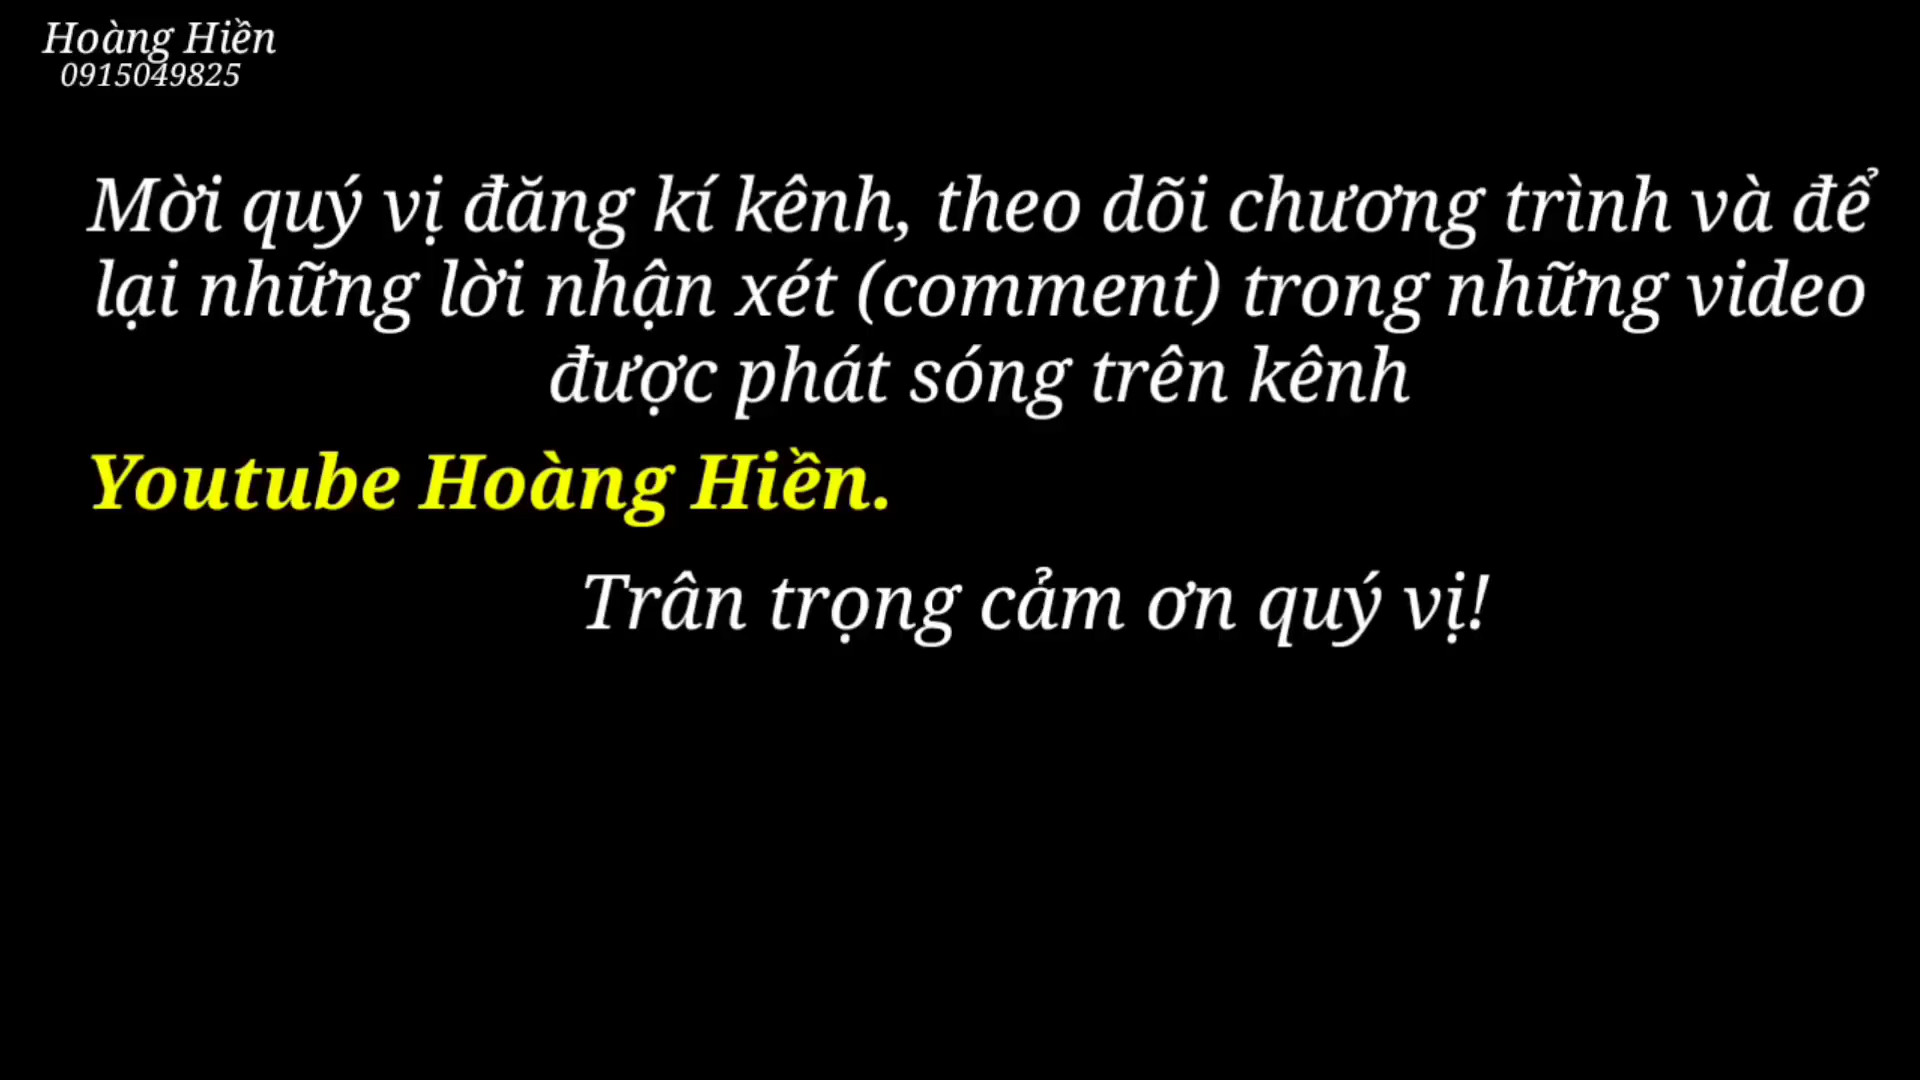 Hoàng Hiền
0915049825
Mời quý vị đăng kí kênh, theo dõi chương trình và để
lại những lời nhận xét (comment) trong những video
được phát sóng trên kênh
Youtube Hoàng Hiền.
Trân trọng cảm ơn quý vị!